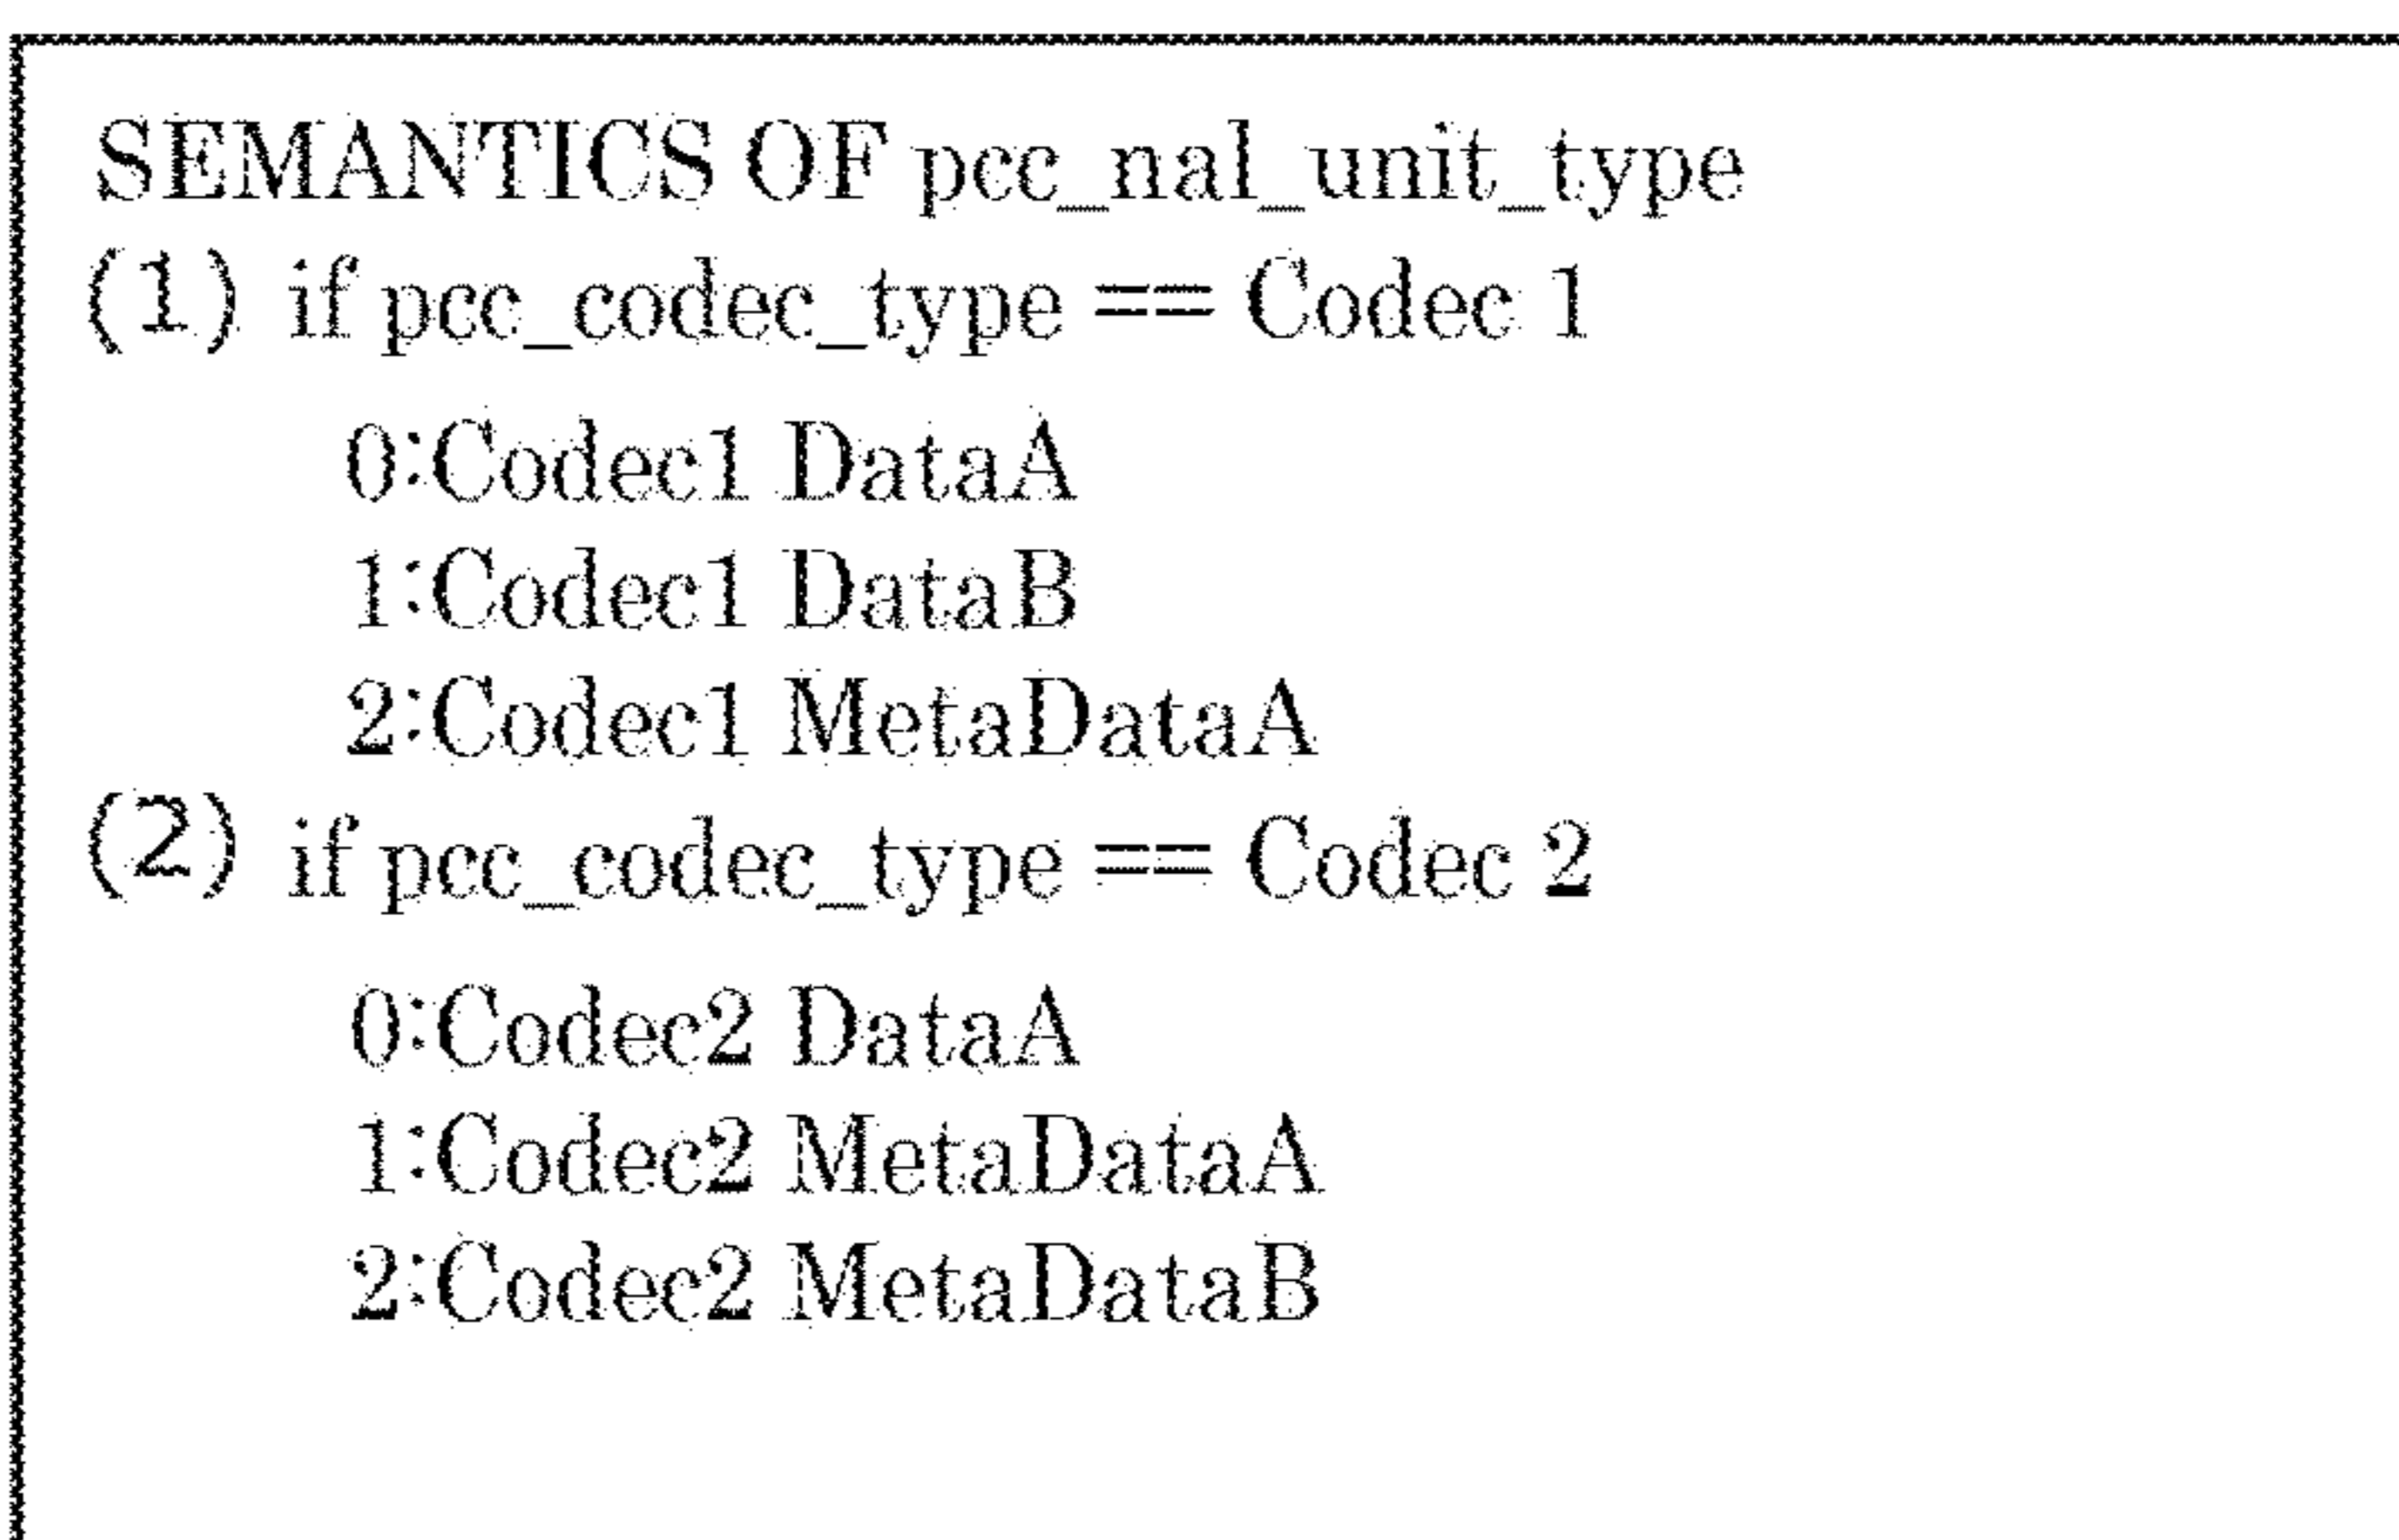 SEMANTICS OF pcc_nal_unit_type
(1) if pcc_codec_type == Codec 1
0:Codec1 DataA
1:Codec1 DataB
2:Codec1 MetaDataA
(2) if pcc_codec_type == Codec 2
0:Codec2 DataA
1:Codec2 MetaDataA
2:Codec2 MetaDataB